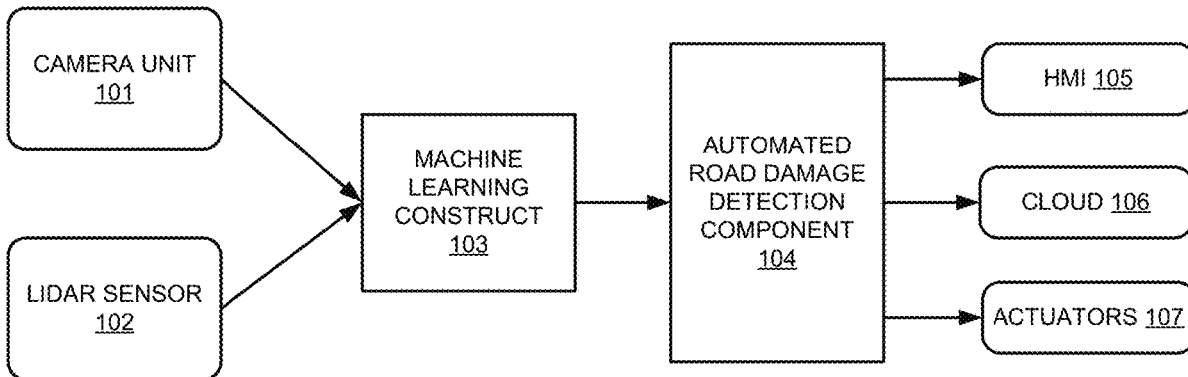 CAMERA UNIT
101
LIDAR SENSOR
102
MACHINE
LEARNING
CONSTRUCT
103
AUTOMATED
ROAD DAMAGE
DETECTION
COMPONENT
104
HMI 105
CLOUD 106
ACTUATORS 107